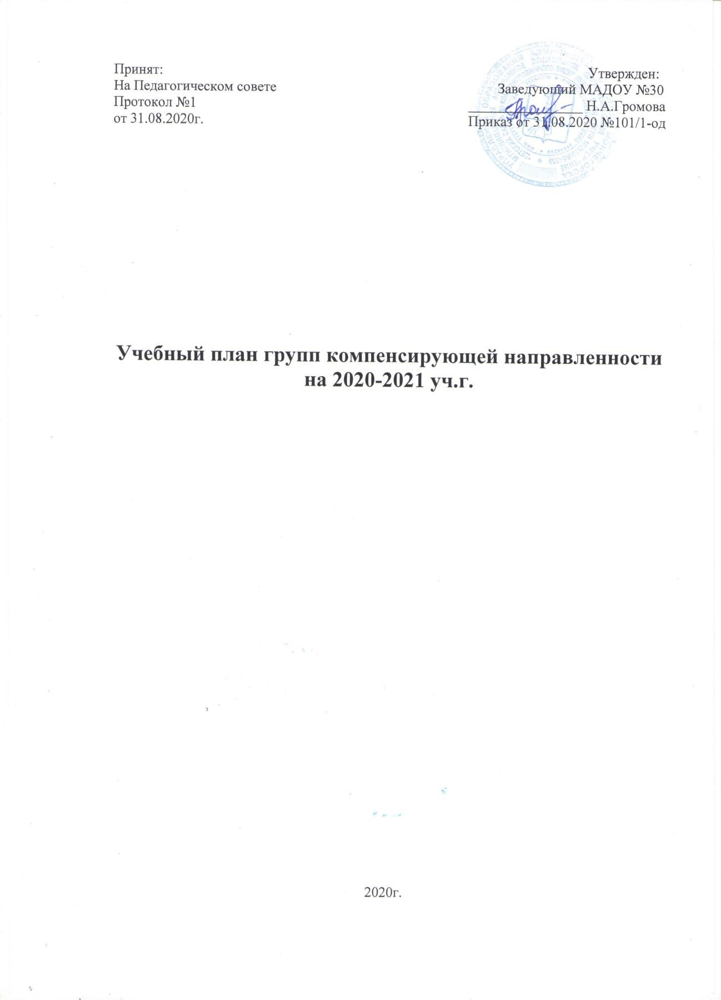 Принят:
На Педагогическом совете
Протокол №1
от 31.08.2020г.
Утвержден:
Заведующий МАДОУ №30
Н.А.Громова
Приказ от 31.08.2020 №101/1-од
Учебный план групп компенсирующей направленности
на 2020-2021 уч.г.
2020г.